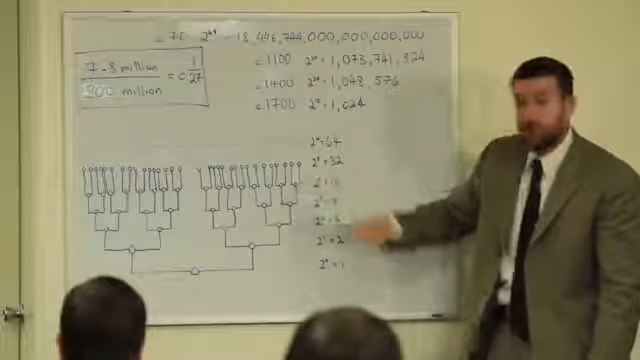 = 70 2⁶⁴ = 18,446,744,000,000,000,000
7-8 million / 200 million = c. 1/27
= 1100 2³⁰ = 1,073,741,824
= 1400 2²⁰ = 1,048,576
= 1700 2¹⁰ = 1,024
2⁶ = 64
2⁵ = 32
2¹ = 2
2⁰ = 1